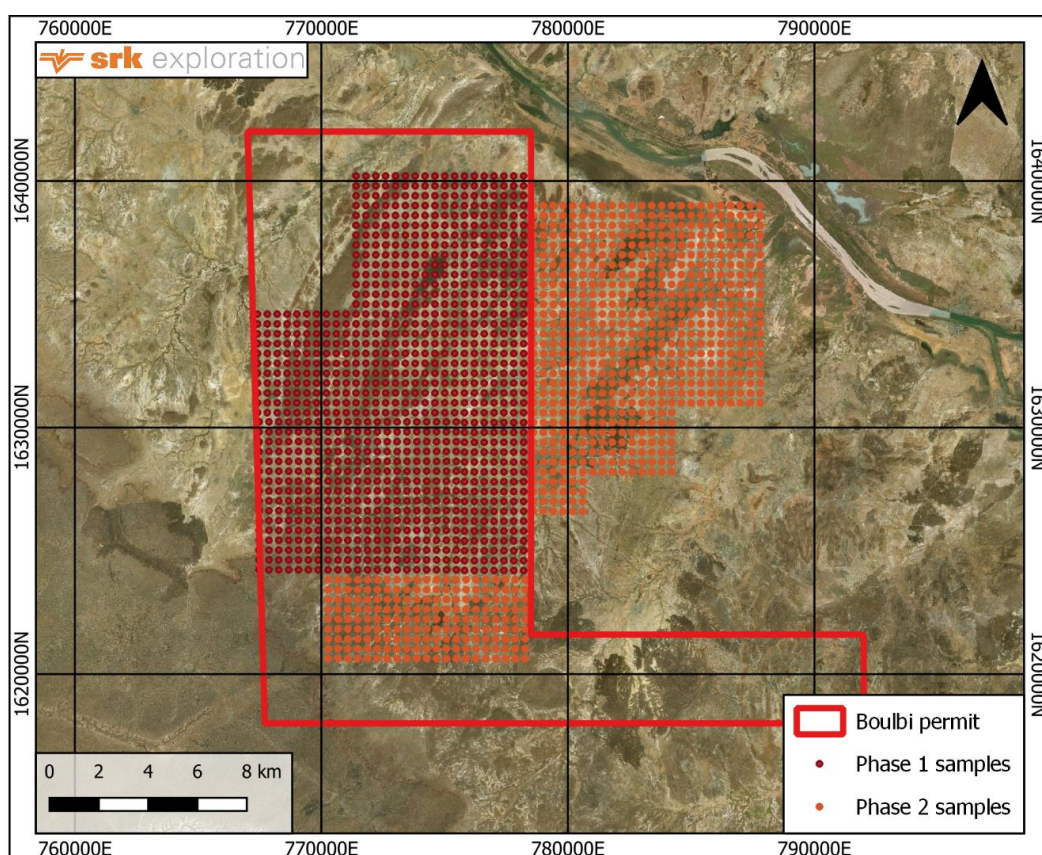 760000E 770000E 780000E 790000E
srk exploration
1640000N 1640000N
1630000N 1630000N
1620000N 1620000N
Boulbi permit
Phase 1 samples
Phase 2 samples
0 2 4 6 8 km
760000E 770000E 780000E 790000E